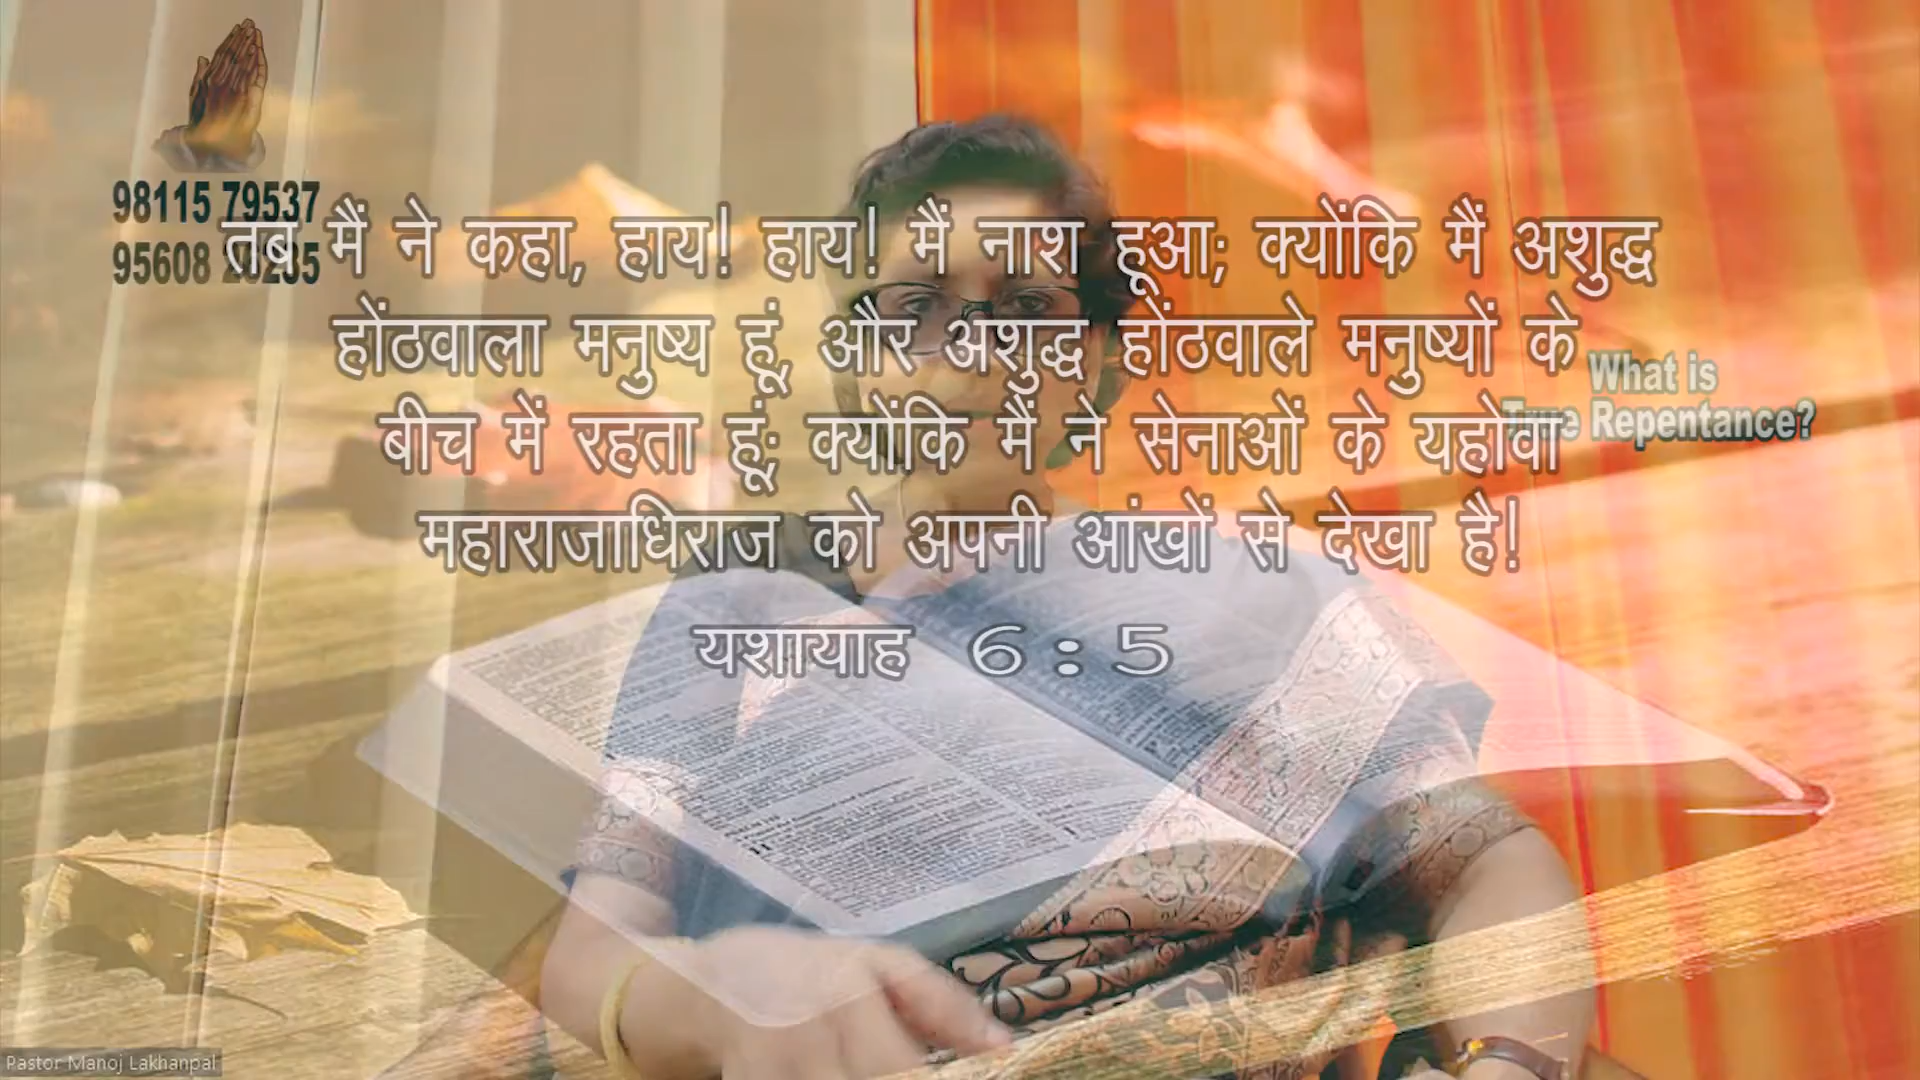 98115 79537
95608
तब मैं ने कहा, हाय! हाय! मैं नाश हूआ; क्योंकि मैं अशुद्ध
होंठवाला मनुष्य हूं, और अशुद्ध होंठवाले मनुष्यों के
बीच में रहता हूं; क्योंकि मैं ने सेनाओं के यहोवा
महाराजाधिराज को अपनी आंखों से देखा है!
यशायाह 6:5
What is
True Repentance?
Pastor Manoj Lakhanpal